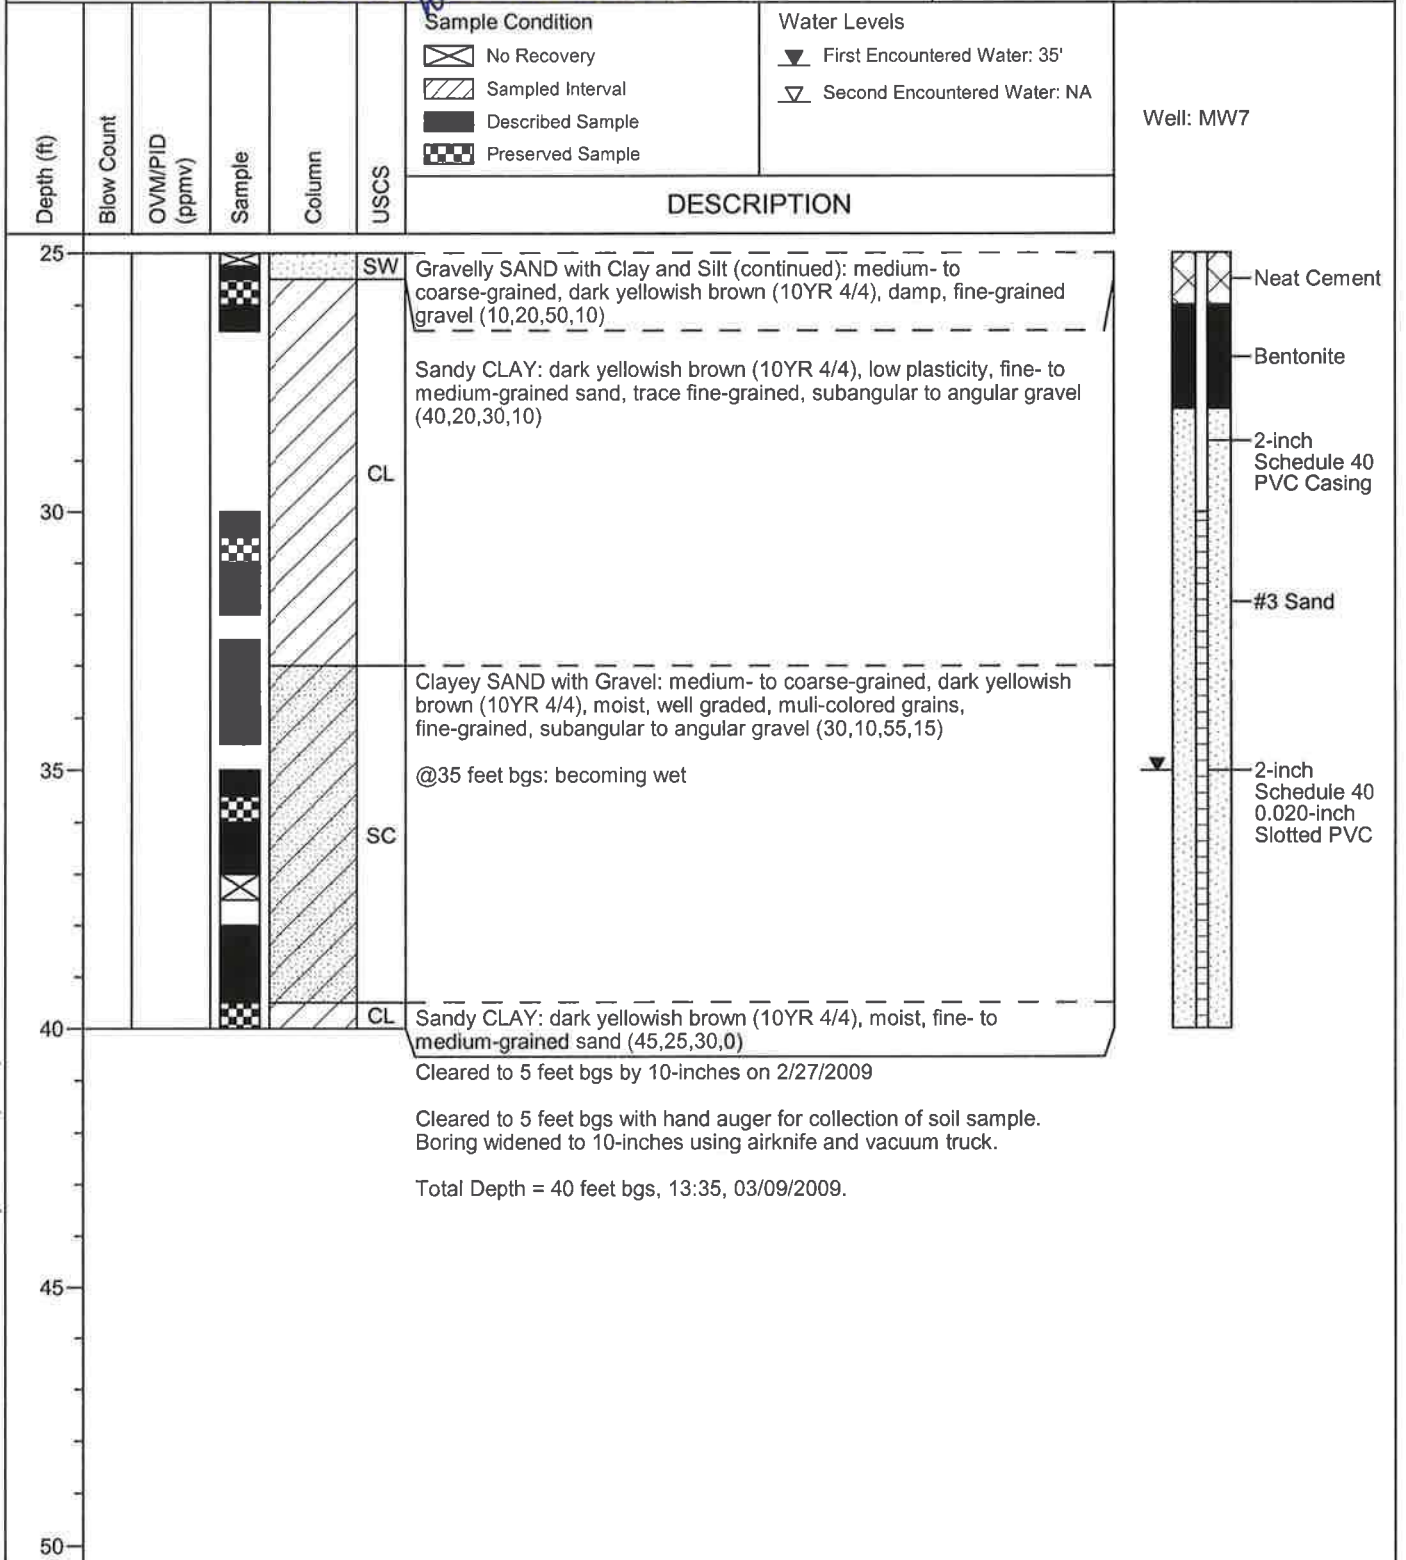 Sample Condition
No Recovery
Sampled Interval
Described Sample
Preserved Sample
Water Levels
First Encountered Water: 35'
Second Encountered Water: NA
Well: MW7
Depth (ft)
Blow Count
OVM/PID
(ppmv)
Sample
Column
USCS
DESCRIPTION
25
SW
Gravelly SAND with Clay and Silt (continued): medium- to
coarse-grained, dark yellowish brown (10YR 4/4), damp, fine-grained
gravel (10,20,50,10)
Neat Cement
Bentonite
Sandy CLAY: dark yellowish brown (10YR 4/4), low plasticity, fine- to
medium-grained sand, trace fine-grained, subangular to angular gravel
(40,20,30,10)
CL
2-inch
Schedule 40
PVC Casing
30
#3 Sand
Clayey SAND with Gravel: medium- to coarse-grained, dark yellowish
brown (10YR 4/4), moist, well graded, muli-colored grains,
fine-grained, subangular to angular gravel (30,10,55,15)
35
@35 feet bgs: becoming wet
SC
2-inch
Schedule 40
0.020-inch
Slotted PVC
40
CL
Sandy CLAY: dark yellowish brown (10YR 4/4), moist, fine- to
medium-grained sand (45,25,30,0)
Cleared to 5 feet bgs by 10-inches on 2/27/2009
Cleared to 5 feet bgs with hand auger for collection of soil sample.
Boring widened to 10-inches using airknife and vacuum truck.
Total Depth = 40 feet bgs, 13:35, 03/09/2009.
45
50